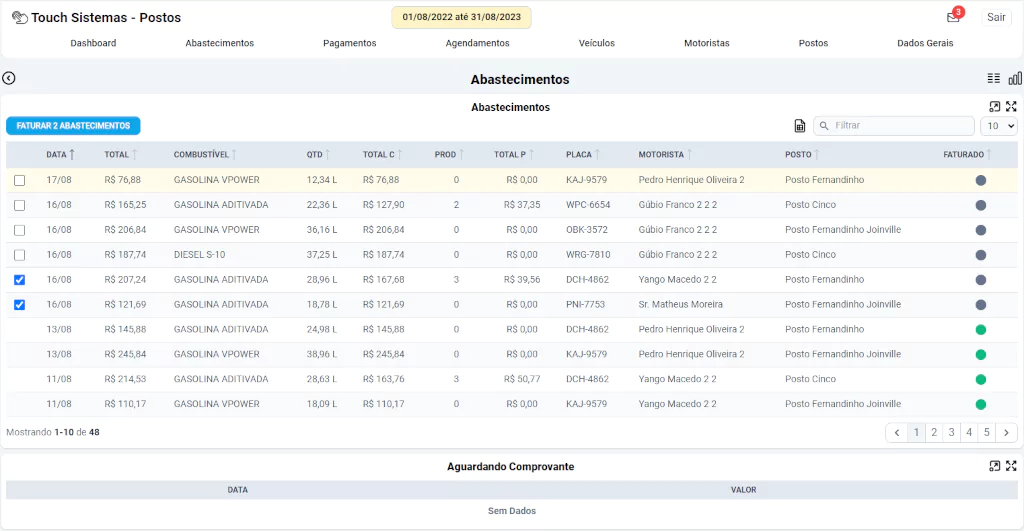 Touch Sistemas - Postos 01/08/2022 até 31/08/2023 3 Sair
Dashboard Abastecimentos Pagamentos Agendamentos Veículos Motoristas Postos Dados Gerais
Abastecimentos
Abastecimentos
FATURAR 2 ABASTECIMENTOS Filtrar 10
DATA TOTAL COMBUSTÍVEL QTD TOTAL C PROD TOTAL P PLACA MOTORISTA POSTO FATURADO
17/08 R$ 76,88 GASOLINA VPOWER 12,34 L R$ 76,88 0 R$ 0,00 KAJ-9579 Pedro Henrique Oliveira 2 Posto Fernandinho
16/08 R$ 165,25 GASOLINA ADITIVADA 22,36 L R$ 127,90 2 R$ 37,35 WPC-6654 Gúbio Franco 2 2 2 Posto Cinco
16/08 R$ 206,84 GASOLINA VPOWER 36,16 L R$ 206,84 0 R$ 0,00 OBK-3572 Gúbio Franco 2 2 2 Posto Fernandinho Joinville
16/08 R$ 187,74 DIESEL S-10 37,25 L R$ 187,74 0 R$ 0,00 WRG-7810 Gúbio Franco 2 2 2 Posto Cinco
16/08 R$ 207,24 GASOLINA ADITIVADA 28,96 L R$ 167,68 3 R$ 39,56 DCH-4862 Yango Macedo 2 2 Posto Fernandinho
16/08 R$ 121,69 GASOLINA ADITIVADA 18,78 L R$ 121,69 0 R$ 0,00 PNI-7753 Sr. Matheus Moreira Posto Fernandinho Joinville
13/08 R$ 145,88 GASOLINA ADITIVADA 24,98 L R$ 145,88 0 R$ 0,00 DCH-4862 Pedro Henrique Oliveira 2 Posto Fernandinho
13/08 R$ 245,84 GASOLINA VPOWER 38,96 L R$ 245,84 0 R$ 0,00 KAJ-9579 Pedro Henrique Oliveira 2 Posto Fernandinho Joinville
11/08 R$ 214,53 GASOLINA ADITIVADA 28,63 L R$ 163,76 3 R$ 50,77 DCH-4862 Yango Macedo 2 2 Posto Cinco
11/08 R$ 110,17 GASOLINA VPOWER 18,09 L R$ 110,17 0 R$ 0,00 KAJ-9579 Yango Macedo 2 2 Posto Fernandinho Joinville
Mostrando 1-10 de 48 1 2 3 4 5
Aguardando Comprovante
DATA VALOR
Sem Dados